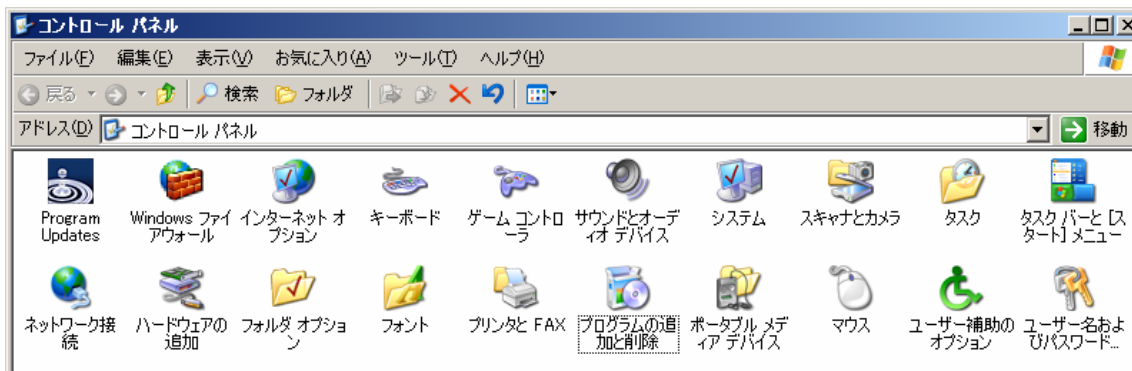 コントロール パネル
ファイル(F) 編集(E) 表示(V) お気に入り(A) ツール(T) ヘルプ(H)
戻る 検索 フォルダ
アドレス(D) コントロール パネル 移動
Program Updates
Windows ファイアウォール
インターネット オプション
キーボード
ゲーム コントローラ
サウンドとオーディオ デバイス
システム
スキャナとカメラ
タスク
タスク バーと [スタート] メニュー
ネットワーク接続
ハードウェアの追加
フォルダ オプション
フォント
プリンタと FAX
プログラムの追加と削除
ポータブル メディア デバイス
マウス
ユーザー補助のオプション
ユーザー名およびパスワード...